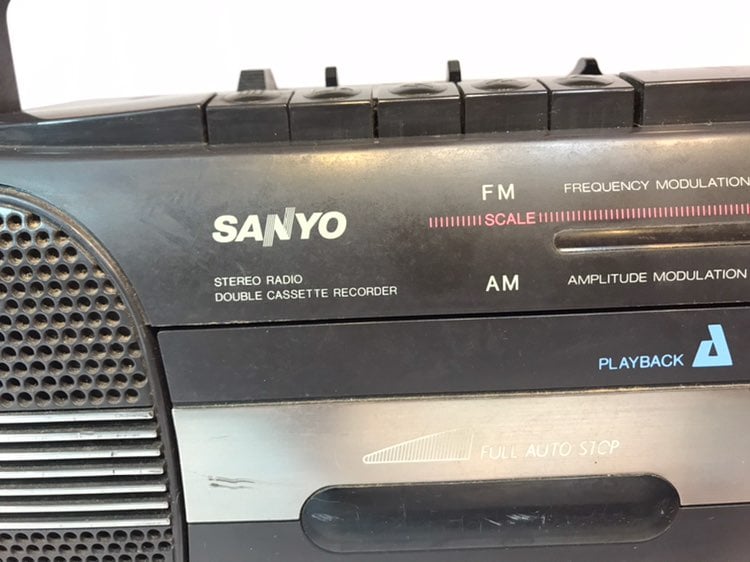 FM FREQUENCY MODULATION
SANYO
SCALE
STEREO RADIO
DOUBLE CASSETTE RECORDER
AM AMPLITUDE MODULATION
PLAYBACK A
FULL AUTO STOP